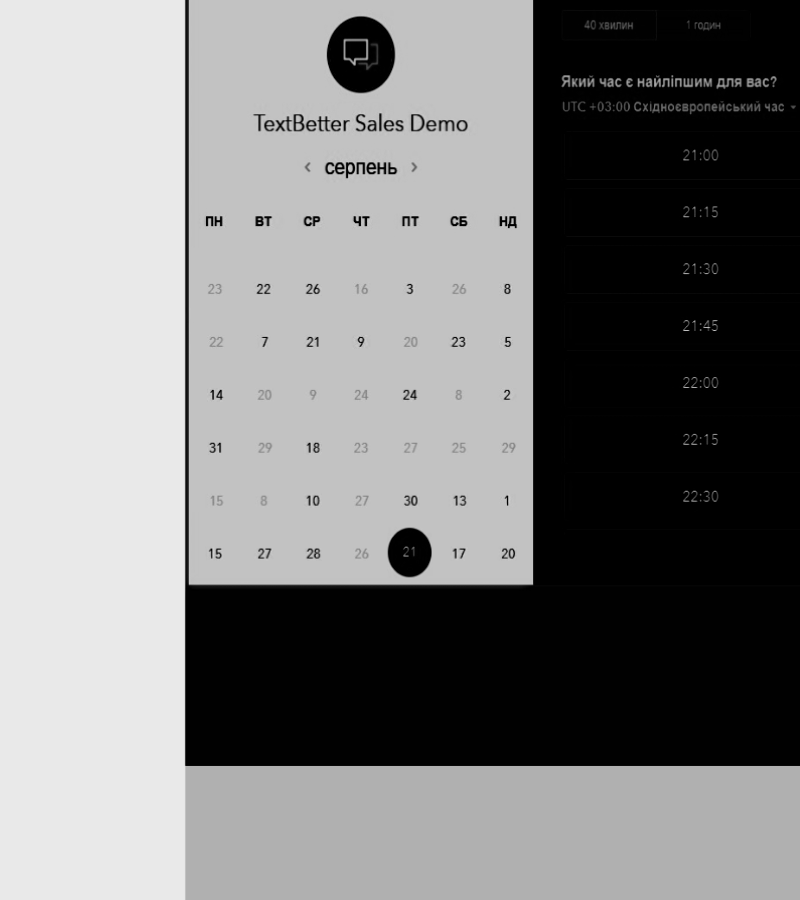 TextBetter Sales Demo
серпень
ПН ВТ СР ЧТ ПТ СБ НД
23 22 26 16 3 26 8
22 7 21 9 20 23 5
14 20 9 24 24 8 2
31 29 18 23 27 25 29
15 8 10 27 30 13 1
15 27 28 26 21 17 20
40 хвилин 1 годин
Який час є найліпшим для вас?
UTC +03:00 Східноєвропейський час
21:00
21:15
21:30
21:45
22:00
22:15
22:30